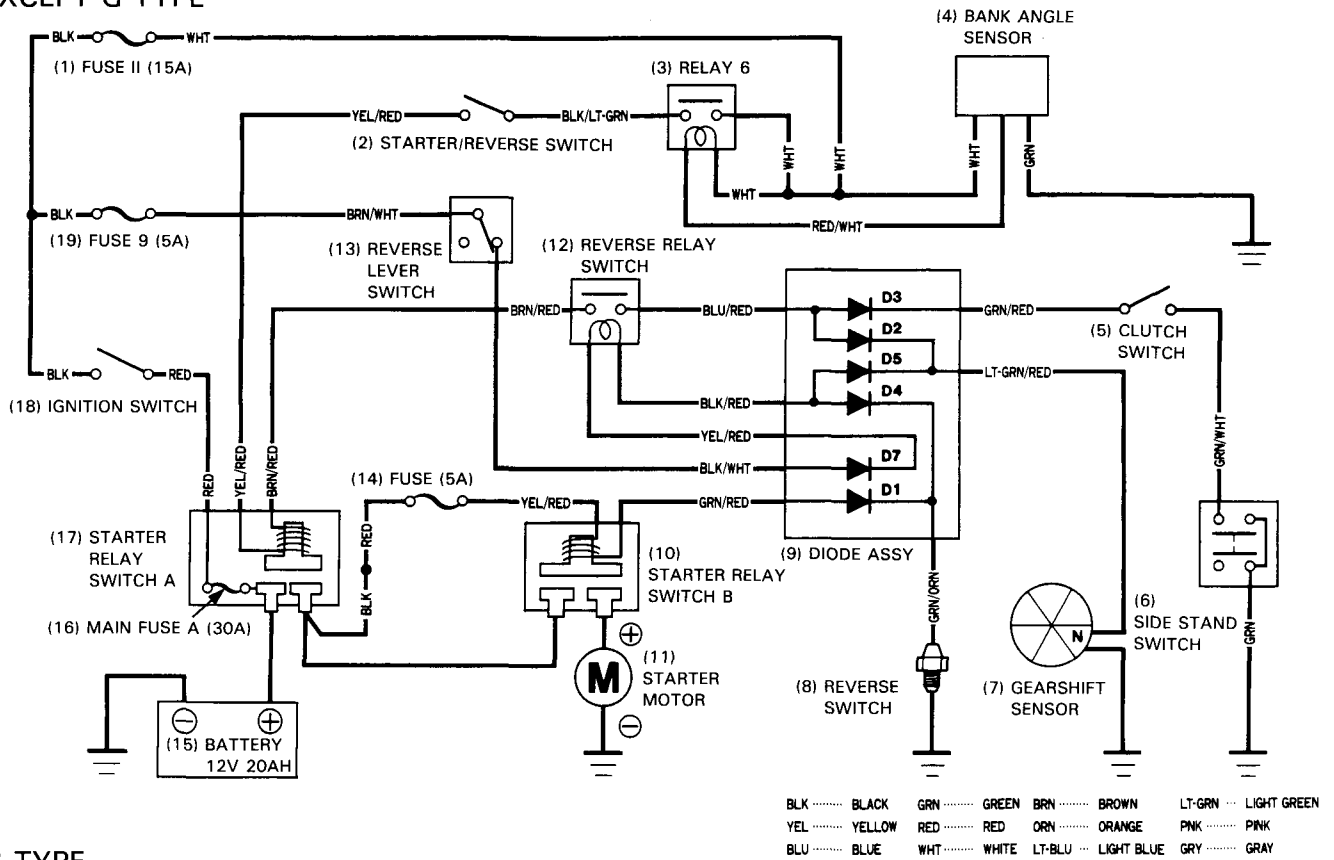 BLK
WHT
(1) FUSE II (15A)
(4) BANK ANGLE
SENSOR
(3) RELAY 6
YEL/RED
BLK/LT-GRN
(2) STARTER/REVERSE SWITCH
WHT
WHT
WHT
GRN
WHT
RED/WHT
BLK
BRN/WHT
(19) FUSE 9 (5A)
(13) REVERSE
LEVER
SWITCH
(12) REVERSE RELAY
SWITCH
BRN/RED
BLU/RED
D3
D2
D5
D4
D7
D1
GRN/RED
(5) CLUTCH
SWITCH
LT-GRN/RED
BLK
RED
(18) IGNITION SWITCH
BLK/RED
YEL/RED
BLK/WHT
GRN/RED
GRN/WHT
RED
YEL/RED
BRN/RED
(14) FUSE (5A)
YEL/RED
RED
BLK
(17) STARTER
RELAY
SWITCH A
(16) MAIN FUSE A (30A)
(10)
STARTER RELAY
SWITCH B
(9) DIODE ASSY
GRN/ORN
(6)
SIDE STAND
SWITCH
GRN
N
(11)
STARTER
MOTOR
M
+
−
(8) REVERSE
SWITCH
(7) GEARSHIFT
SENSOR
− +
(15) BATTERY
12V 20AH
BLK ········ BLACK GRN ········ GREEN BRN ········ BROWN LT-GRN ··· LIGHT GREEN
YEL ········ YELLOW RED ········ RED ORN ········ ORANGE PNK ········ PINK
BLU ········ BLUE WHT ········ WHITE LT-BLU ··· LIGHT BLUE GRY ········ GRAY
TYPE